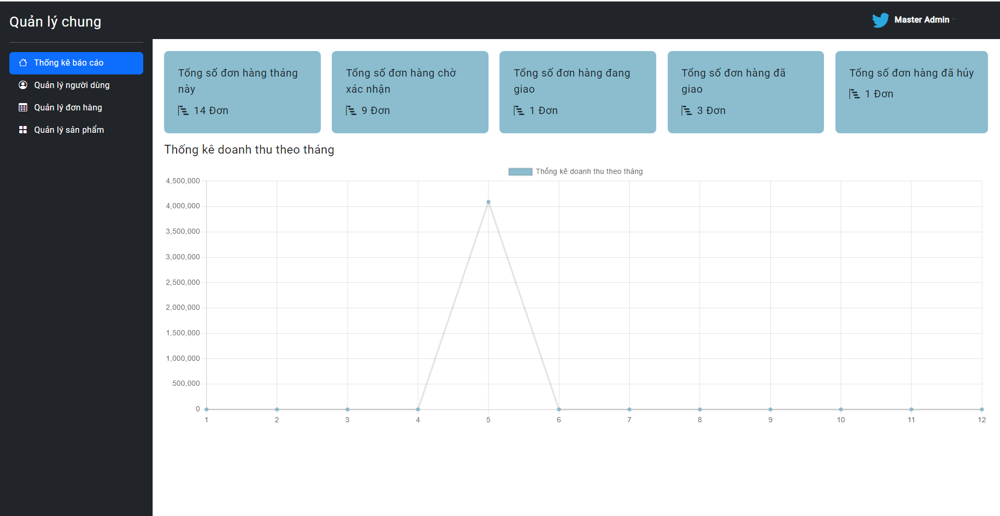 Quản lý chung
Master Admin
Thống kê báo cáo
Quản lý người dùng
Quản lý đơn hàng
Quản lý sản phẩm
Tổng số đơn hàng tháng
này
14 Đơn
Tổng số đơn hàng chờ
xác nhận
9 Đơn
Tổng số đơn hàng đang
giao
1 Đơn
Tổng số đơn hàng đã
giao
3 Đơn
Tổng số đơn hàng đã hủy
1 Đơn
Thống kê doanh thu theo tháng
Thống kê doanh thu theo tháng
4,500,000
4,000,000
3,500,000
3,000,000
2,500,000
2,000,000
1,500,000
1,000,000
500,000
0
1 2 3 4 5 6 7 8 9 10 11 12